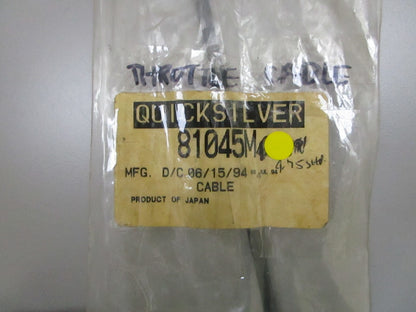 THROTTLE CABLE
QUICKSILVER
81045M
MFG. D/C 06/15/94
CABLE
PRODUCT OF JAPAN